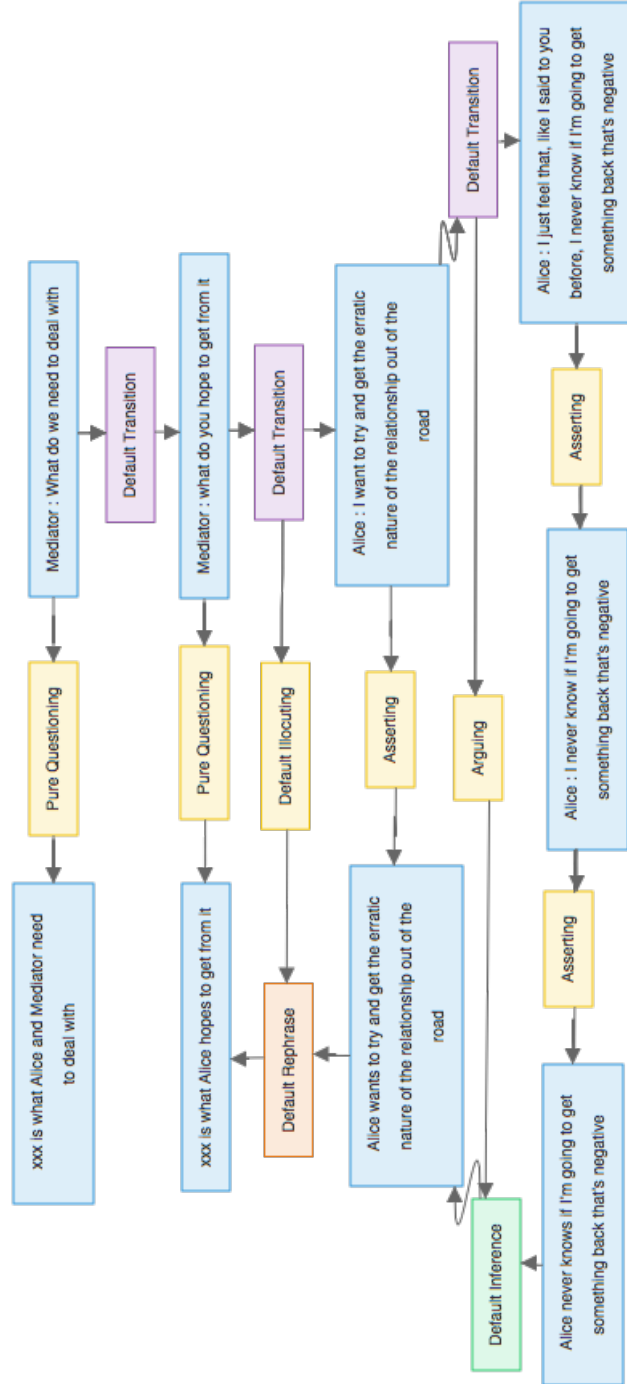 xxx is what Alice and Mediator need
to deal with
Pure Questioning
Mediator : What do we need to deal with
Default Transition
xxx is what Alice hopes to get from it
Pure Questioning
Mediator : what do you hope to get from it
Default Rephrase
Default Illocuting
Default Transition
Alice wants to try and get the erratic
nature of the relationship out of the
road
Asserting
Alice : I want to try and get the erratic
nature of the relationship out of the
road
Default Inference
Arguing
Default Transition
Alice never knows if I'm going to get
something back that's negative
Asserting
Alice : I never know if I'm going to get
something back that's negative
Asserting
Alice : I just feel that, like I said to you
before, I never know if I'm going to get
something back that's negative